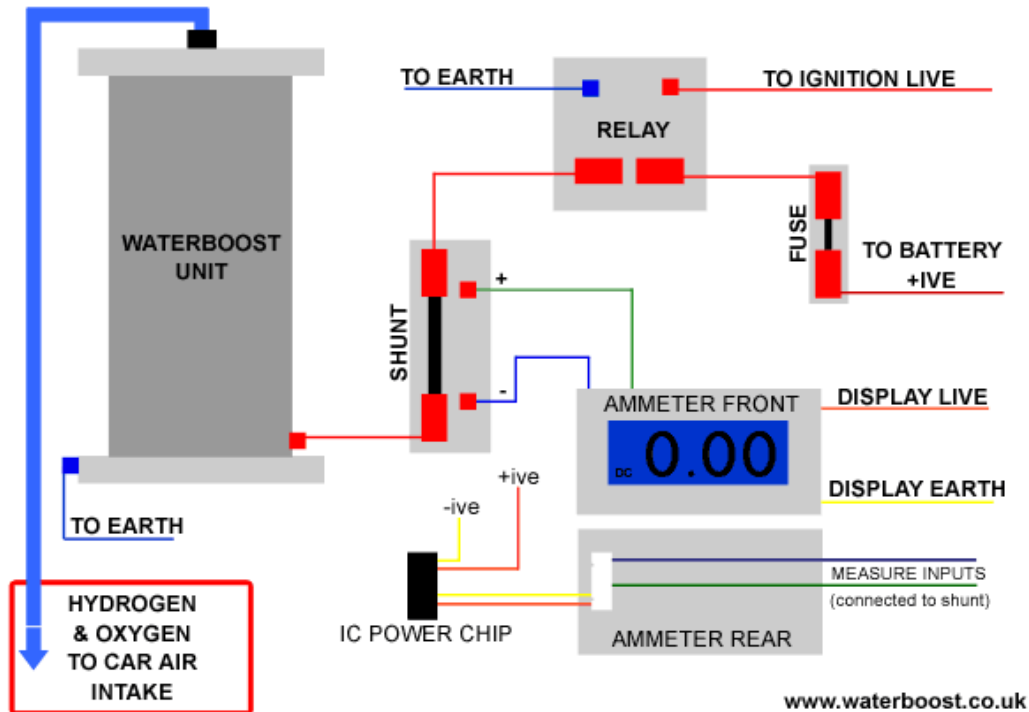 TO EARTH
TO IGNITION LIVE
RELAY
WATERBOOST
UNIT
FUSE
TO BATTERY
+IVE
SHUNT
+
-
AMMETER FRONT
DISPLAY LIVE
DC 0.00
DISPLAY EARTH
+ive
-ive
TO EARTH
MEASURE INPUTS
(connected to shunt)
IC POWER CHIP
AMMETER REAR
HYDROGEN
& OXYGEN
TO CAR AIR
INTAKE
www.waterboost.co.uk